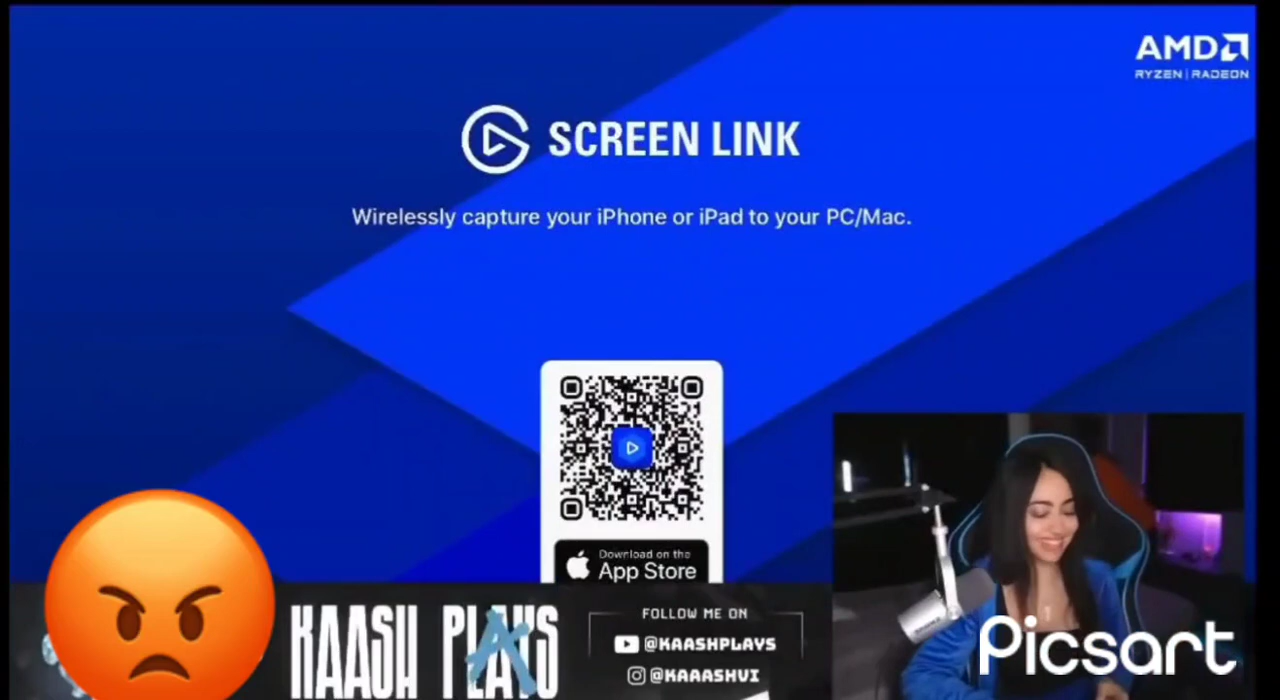 AMD
RYZEN | RADEON
SCREEN LINK
Wirelessly capture your iPhone or iPad to your PC/Mac.
Download on the
App Store
KAASH PLAYS
FOLLOW ME ON
@KAASHPLAYS
@KAAASHVI
Picsart